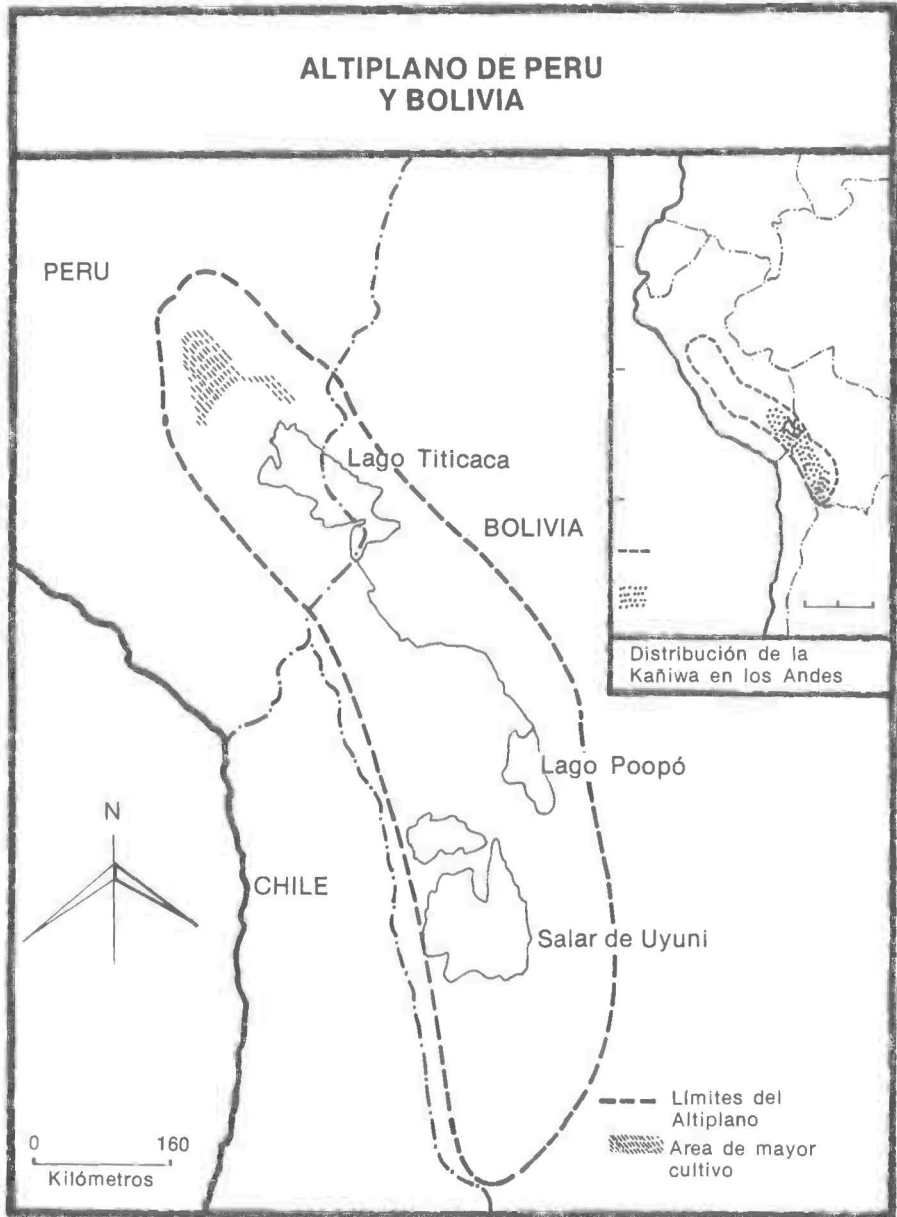 ALTIPLANO DE PERU
Y BOLIVIA
PERU
Lago Titicaca
BOLIVIA
Distribución de la
Kañiwa en los Andes
Lago Poopó
N
CHILE
Salar de Uyuni
Límites del
Altiplano
Area de mayor
cultivo
0 160
Kilómetros